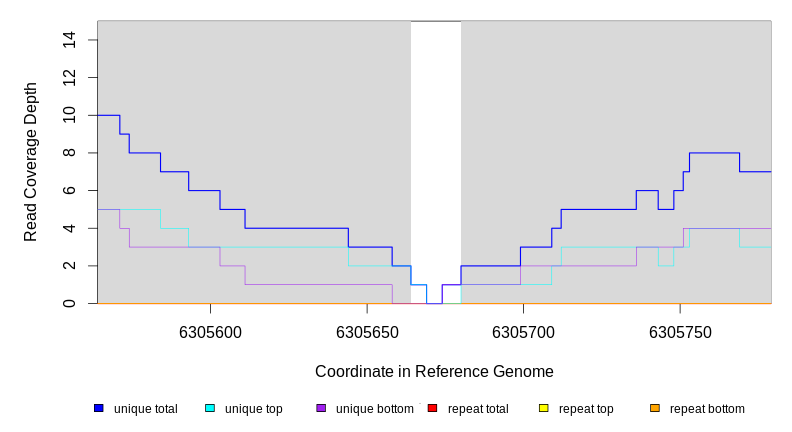 14
12
10
8
6
4
2
0
Read Coverage Depth
6305600 6305650 6305700 6305750
Coordinate in Reference Genome
unique total unique top unique bottom repeat total repeat top repeat bottom